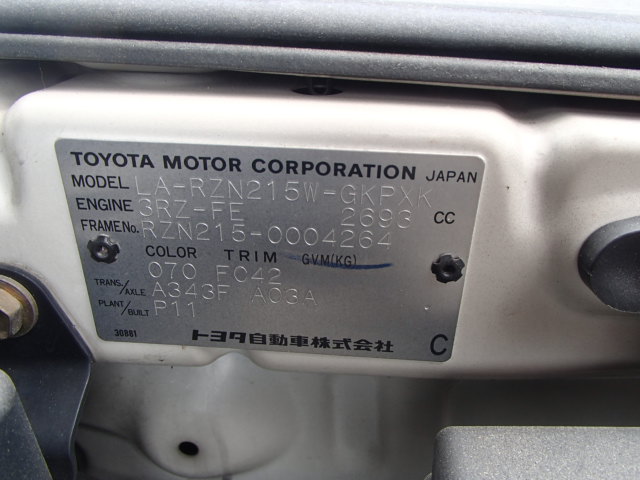 TOYOTA MOTOR CORPORATION JAPAN
MODEL LA-RZN215W-GKPXK
ENGINE 3RZ-FE 2693 CC
FRAME No. RZN215-0004264
COLOR TRIM GVM(KG)
070 FC42
TRANS./AXLE A343F A03A
PLANT/BUILT P11
30881 トヨタ自動車株式会社 C